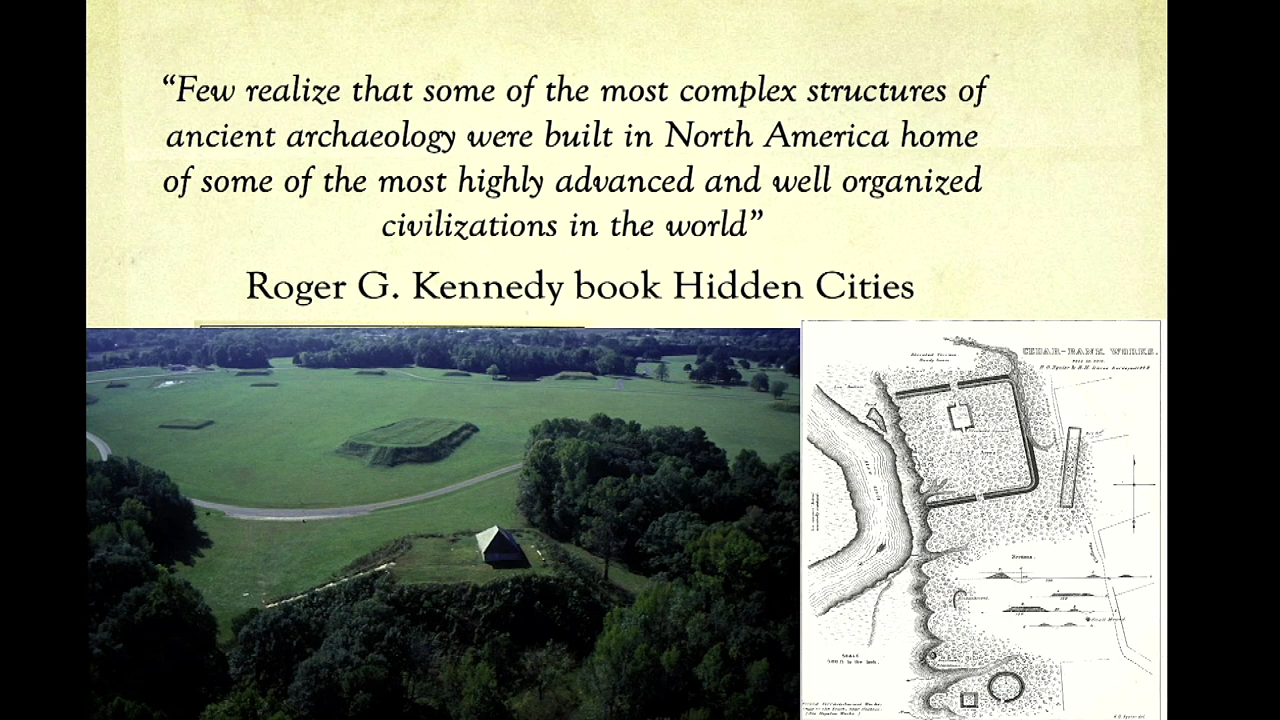 “Few realize that some of the most complex structures of
ancient archaeology were built in North America home
of some of the most highly advanced and well organized
civilizations in the world”
Roger G. Kennedy book Hidden Cities
CEDAR-BANK WORKS.
SCALE